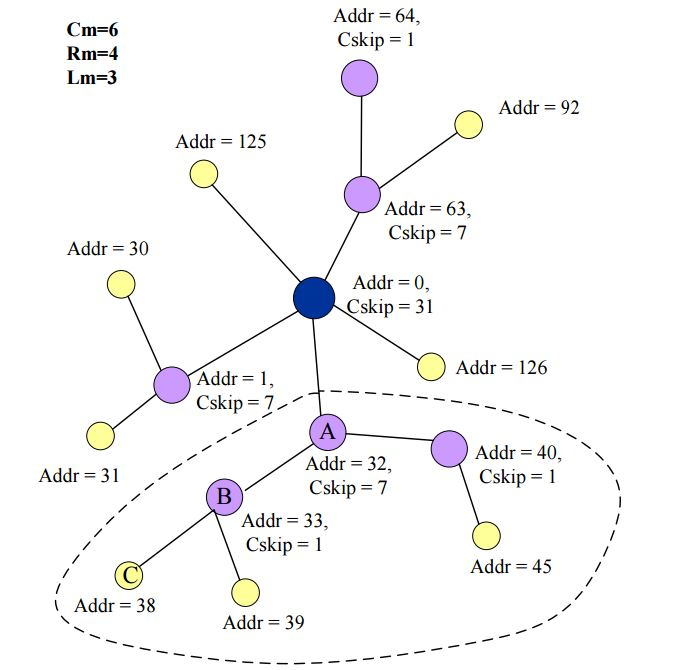 Cm=6
Rm=4
Lm=3
Addr = 64,
Cskip = 1
Addr = 92
Addr = 125
Addr = 63,
Cskip = 7
Addr = 30
Addr = 0,
Cskip = 31
Addr = 126
Addr = 1,
Cskip = 7
Addr = 31
A
Addr = 32,
Cskip = 7
Addr = 40,
Cskip = 1
B
Addr = 33,
Cskip = 1
Addr = 45
C
Addr = 38
Addr = 39